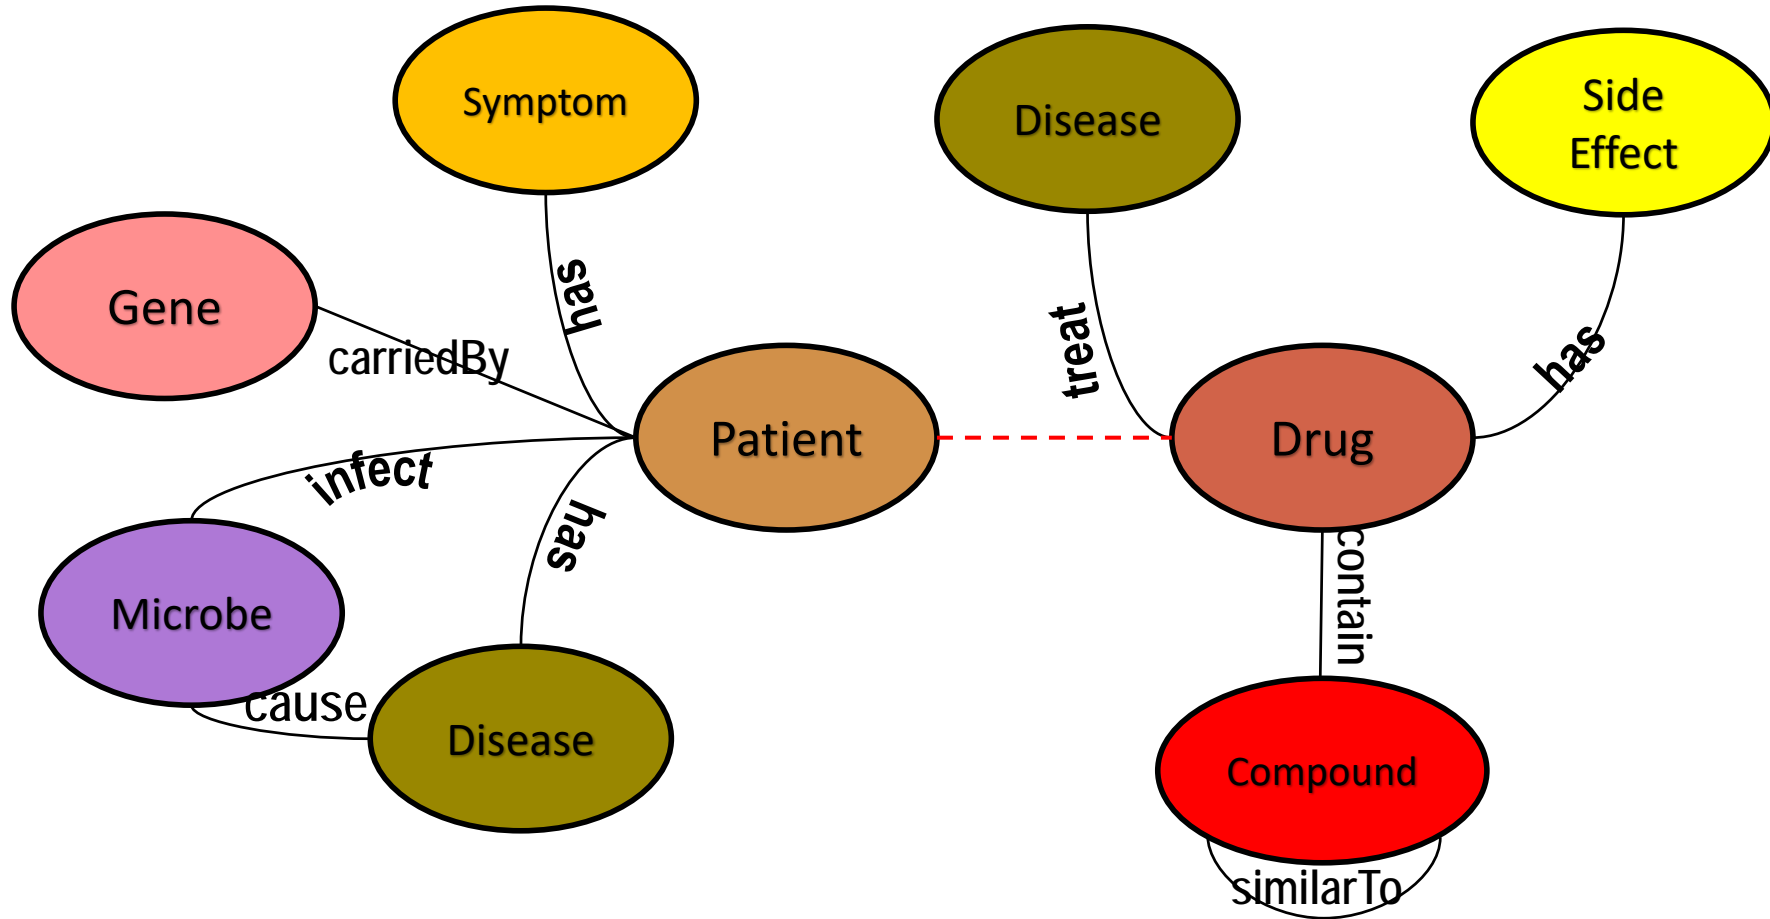 Symptom
Disease
Side
Effect
has
Gene
carriedBy
treat
has
Patient
Drug
infect
has
contain
Microbe
cause
Disease
Compound
similarTo